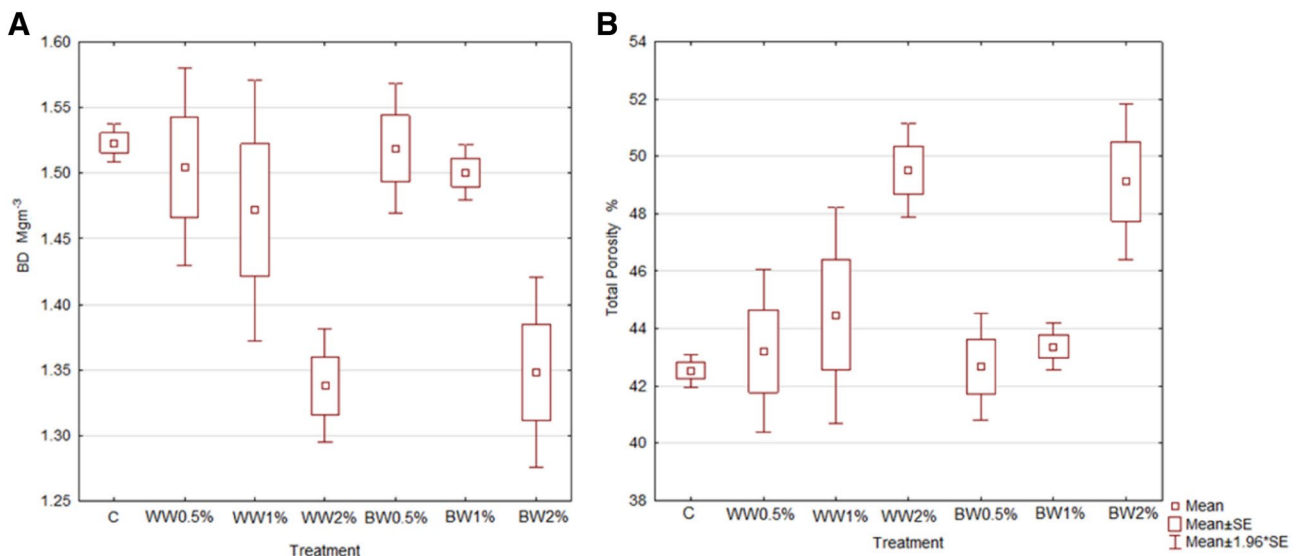 A
1.60
1.55
1.50
1.45
1.40
1.35
1.30
1.25
BD Mgm-3
C WW0.5% WW1% WW2% BW0.5% BW1% BW2%
Treatment
B
54
52
50
48
46
44
42
40
38
Total Porosity %
C WW0.5% WW1% WW2% BW0.5% BW1% BW2%
Treatment
Mean
Mean±SE
Mean±1.96*SE